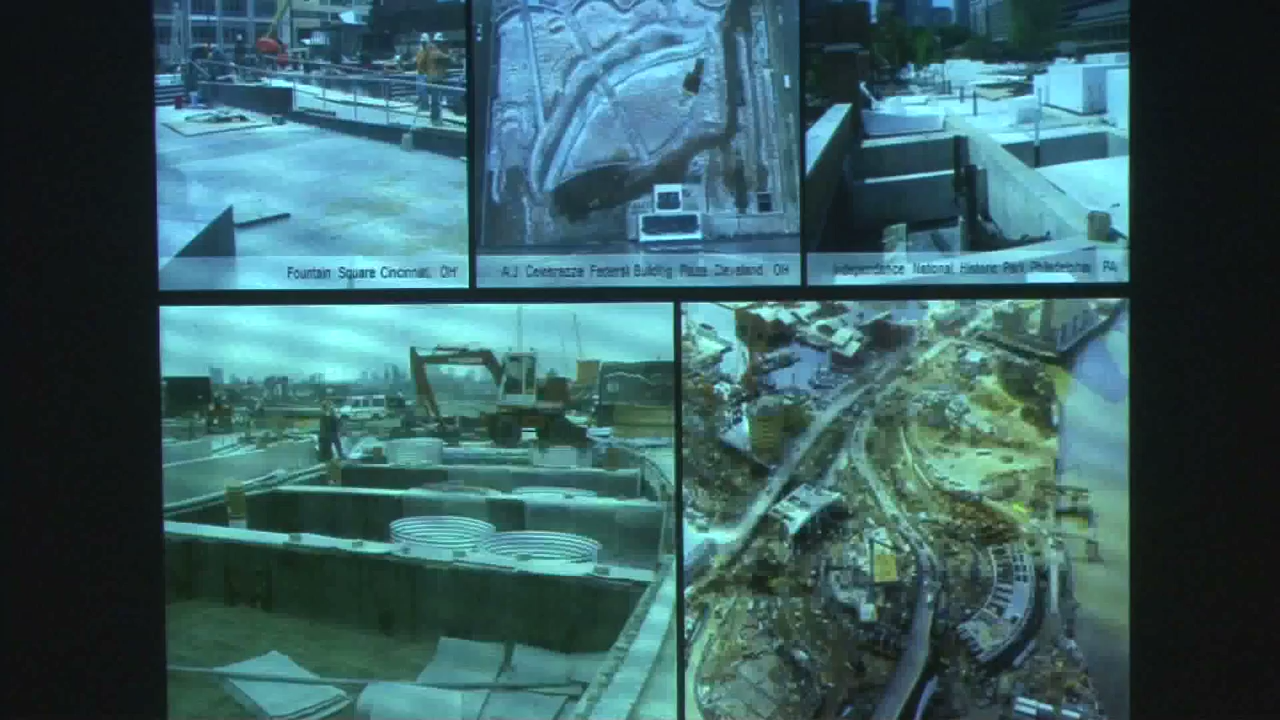 Fountain Square Cincinnati, OH
A.J. Celebrezze Federal Building Plaza Cleveland, OH
Independence National Historic Park Philadelphia, PA